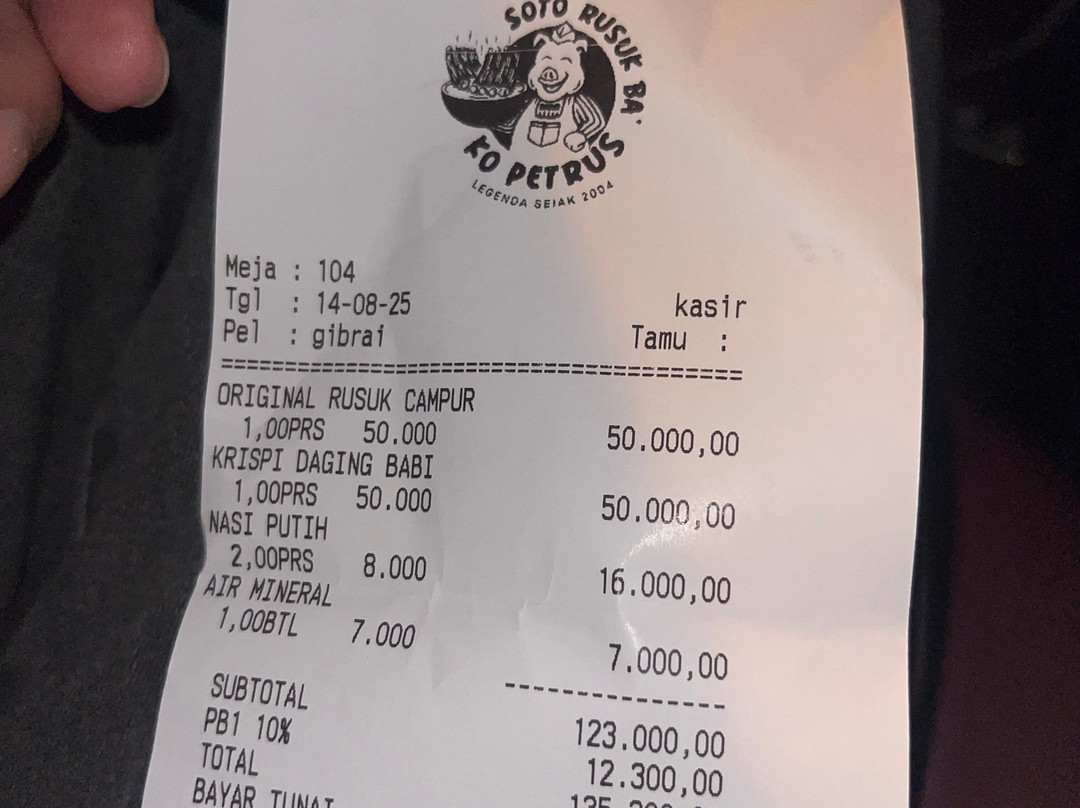 SOTO RUSUK BA'
KO PETRUS
LEGENDA SEJAK 2004
Meja : 104
Tgl : 14-08-25 kasir
Pel : gibrai Tamu :
========================================
ORIGINAL RUSUK CAMPUR
1,00PRS 50.000 50.000,00
KRISPI DAGING BABI
1,00PRS 50.000 50.000,00
NASI PUTIH
2,00PRS 8.000 16.000,00
AIR MINERAL
1,00BTL 7.000 7.000,00
---------------
SUBTOTAL 123.000,00
PB1 10% 12.300,00
TOTAL
BAYAR TUNAI